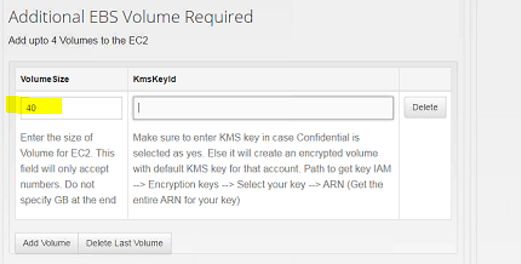 Additional EBS Volume Required
Add upto 4 Volumes to the EC2
VolumeSize KmsKeyId
40 Delete
Enter the size of Make sure to enter KMS key in case Confidential is
Volume for EC2. This selected as yes. Else it will create an encrypted volume
field will only accept with default KMS key for that account. Path to get key IAM
numbers. Do not --> Encryption keys --> Select your key --> ARN (Get the
specify GB at the end entire ARN for your key)
Add Volume Delete Last Volume